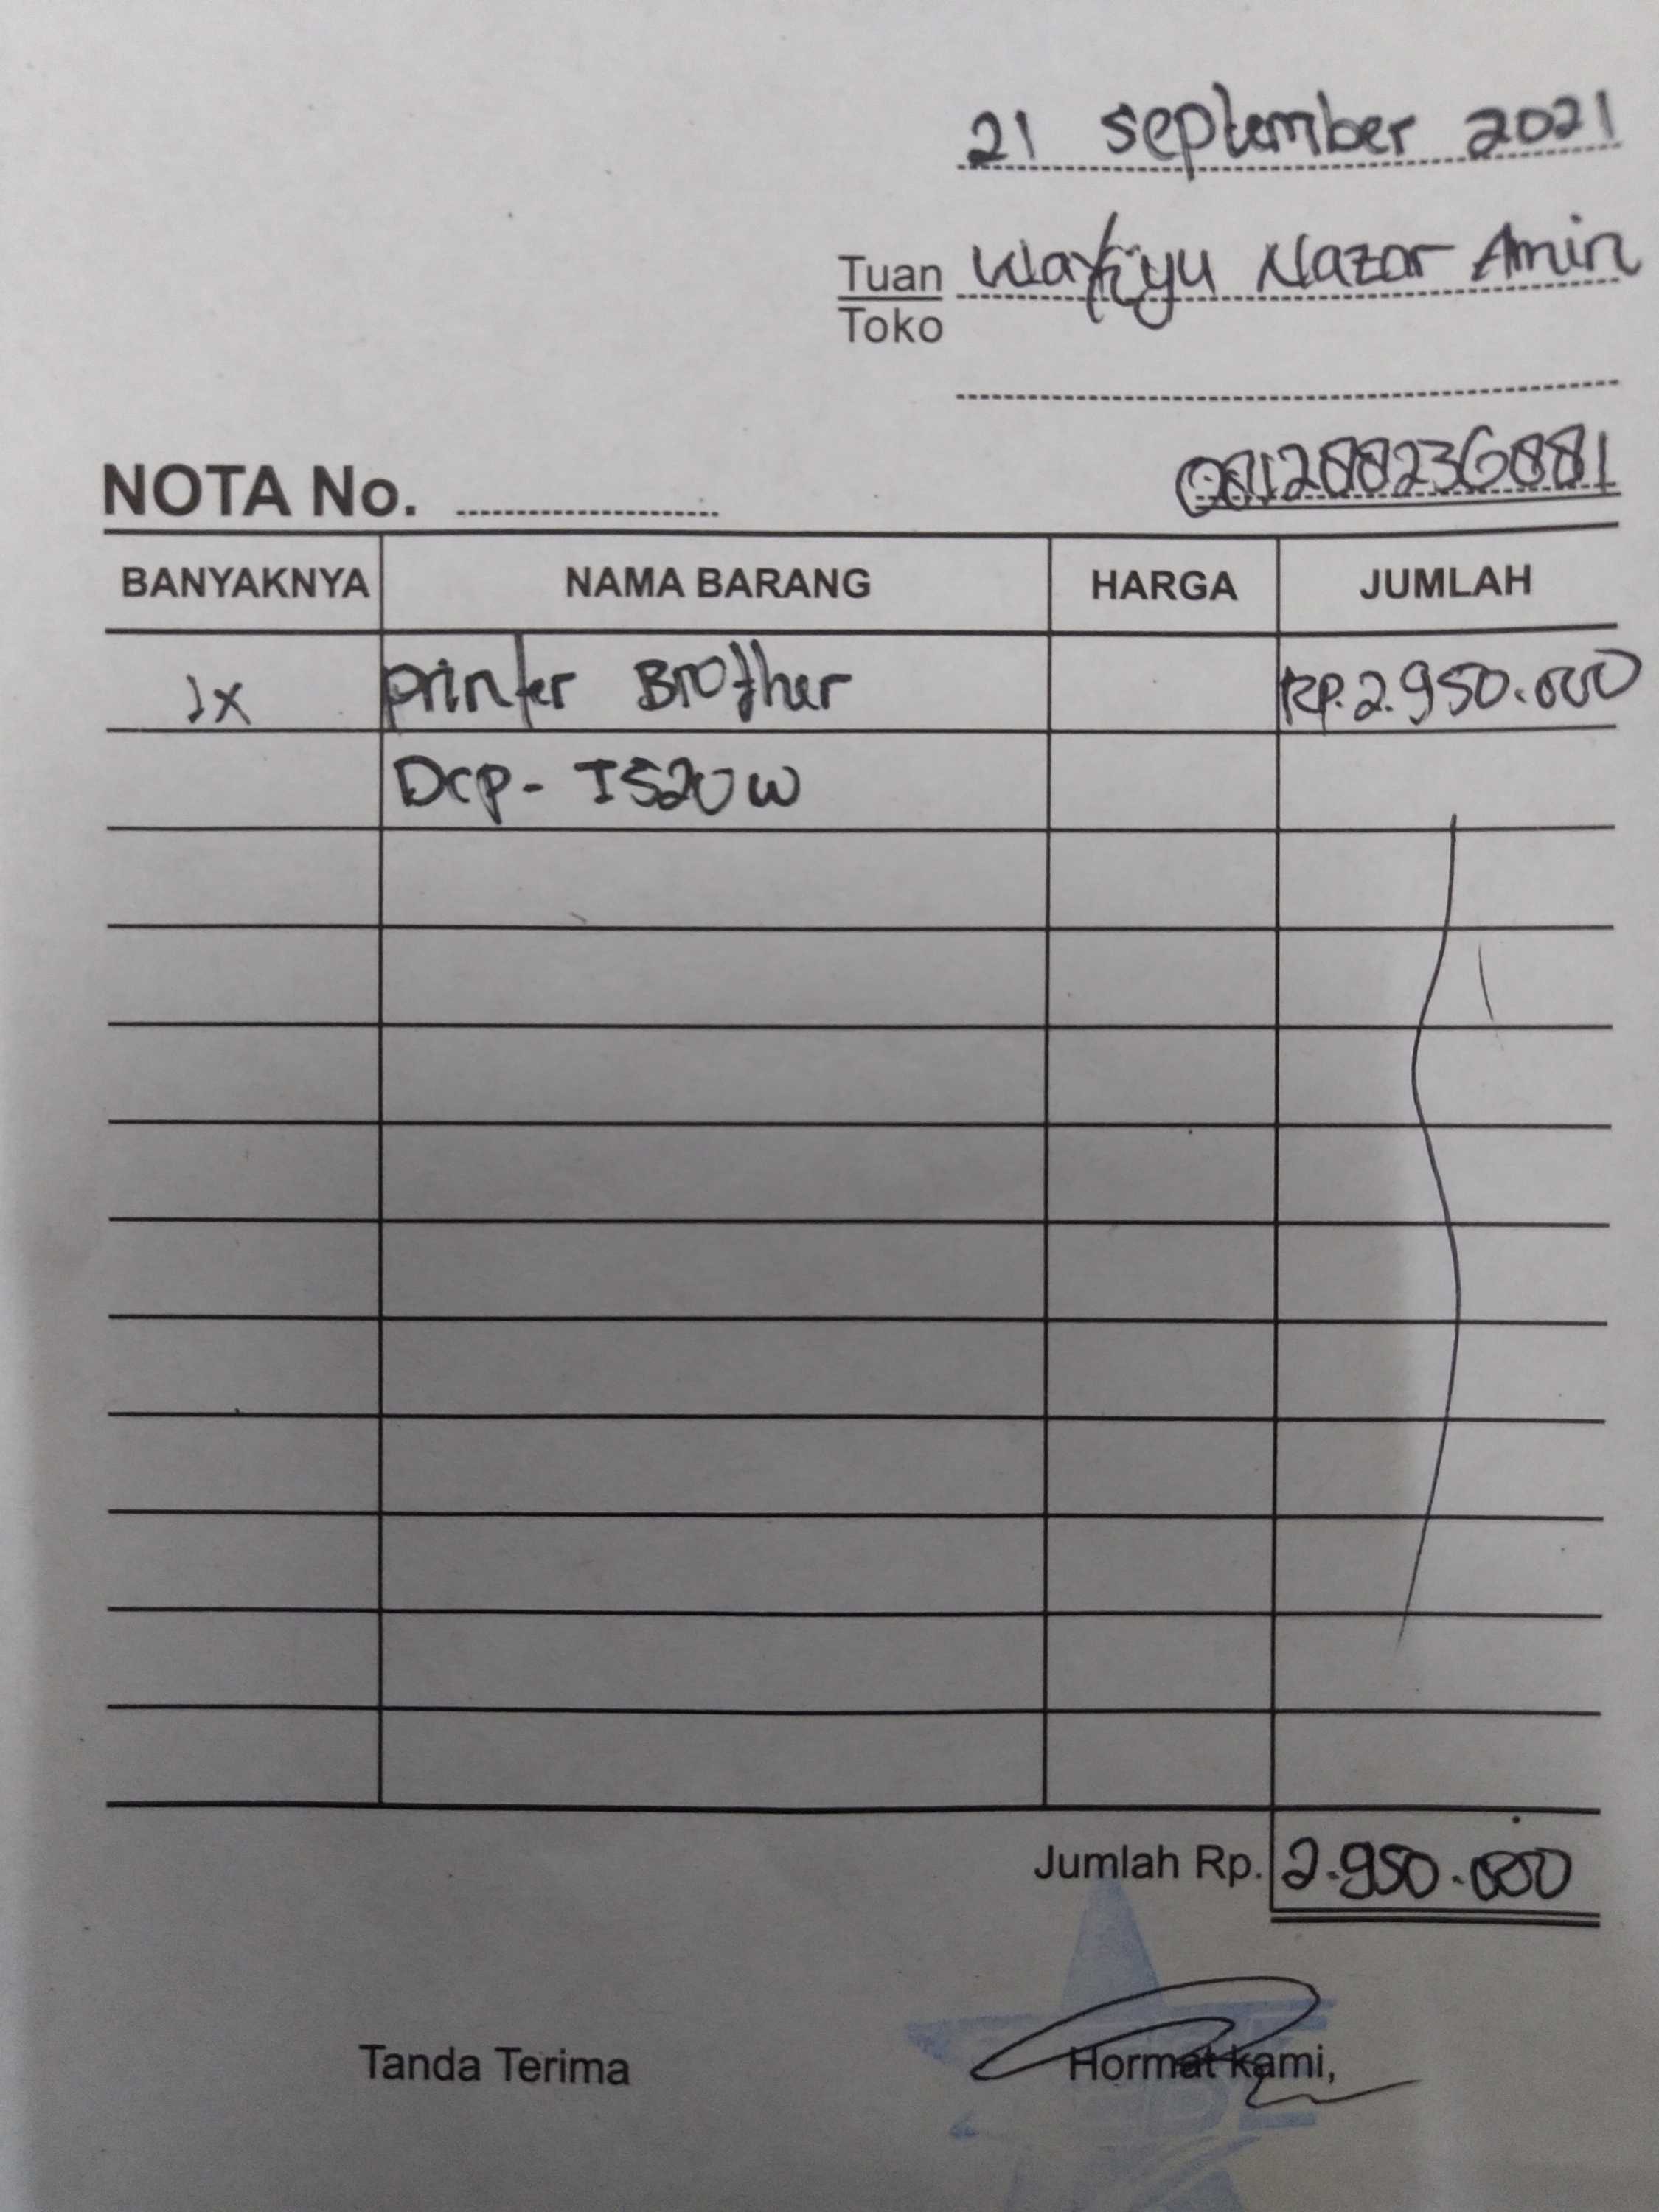 21 September 2021
Tuan Wahyu Nazar Amin
Toko
081288236881
NOTA No.
BANYAKNYA NAMA BARANG HARGA JUMLAH
1x Printer Brother Rp. 2.950.000
Dcp- T520W
Jumlah Rp. 2.950.000
Tanda Terima Hormat kami,